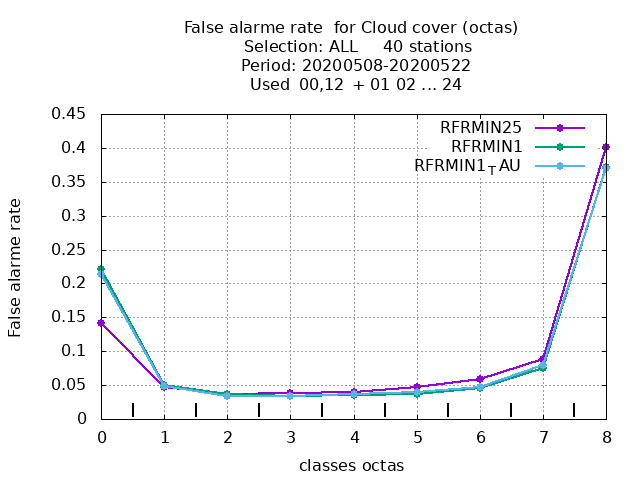 False alarme rate  for Cloud cover (octas)
Selection: ALL     40 stations
Period: 20200508-20200522
Used  00,12  + 01 02 ... 24
0.45
0.4
0.35
0.3
0.25
0.2
0.15
0.1
0.05
0
False alarme rate
RFRMIN25
RFRMIN1
RFRMIN1TAU
0 1 2 3 4 5 6 7 8
classes octas